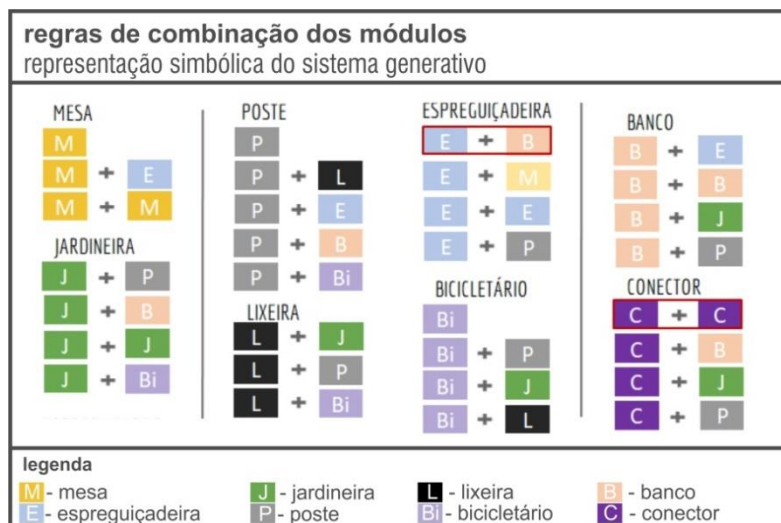 regras de combinação dos módulos
representação simbólica do sistema generativo
MESA
M
M + E
M + M
JARDINEIRA
J + P
J + B
J + J
J + Bi
POSTE
P
P + L
P + E
P + B
P + Bi
LIXEIRA
L + J
L + P
L + Bi
ESPREGUIÇADEIRA
E + B
E + M
E + E
E + P
BICICLETÁRIO
Bi
Bi + P
Bi + J
Bi + L
BANCO
B + E
B + B
B + J
B + P
CONECTOR
C + C
C + B
C + J
C + P
legenda
M - mesa J - jardineira L - lixeira B - banco
E - espreguiçadeira P - poste Bi - bicicletário C - conector